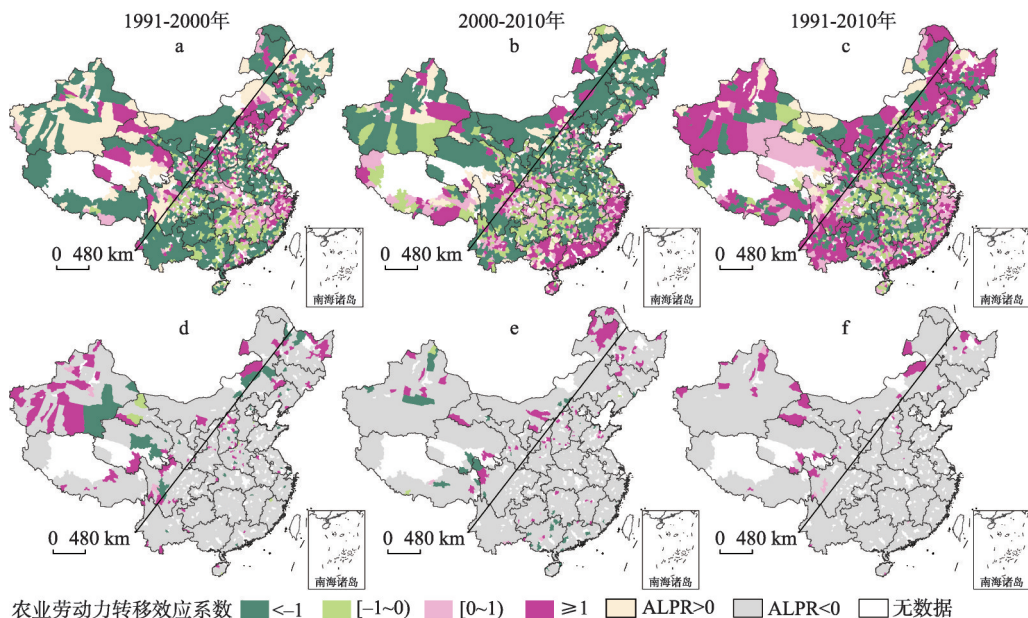 1991-2000年 2000-2010年 1991-2010年
a b c
0 480 km 0 480 km 0 480 km
南海诸岛 南海诸岛 南海诸岛
d e f
0 480 km 0 480 km 0 480 km
南海诸岛 南海诸岛 南海诸岛
农业劳动力转移效应系数 <–1 [–1~0) [0~1) ≥1 ALPR>0 ALPR<0 无数据